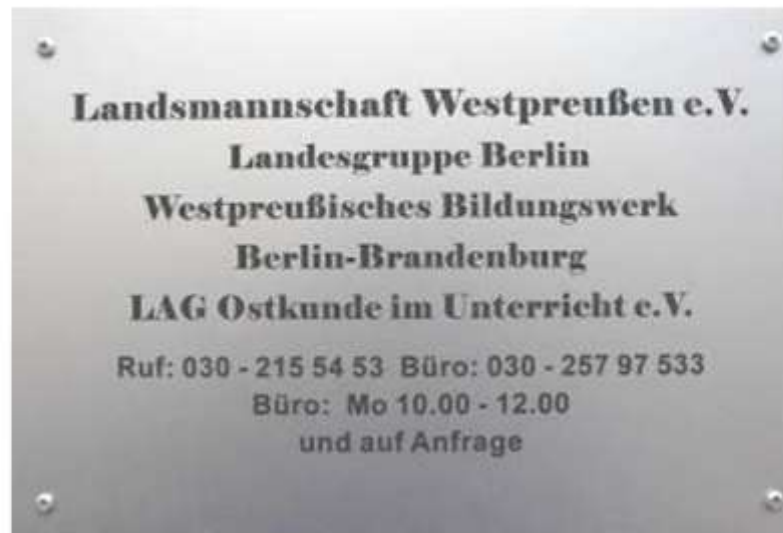 Landsmannschaft Westpreußen e.V.
Landesgruppe Berlin
Westpreußisches Bildungswerk
Berlin-Brandenburg
LAG Ostkunde im Unterricht e.V.
Ruf: 030 - 215 54 53 Büro: 030 - 257 97 533
Büro: Mo 10.00 - 12.00
und auf Anfrage